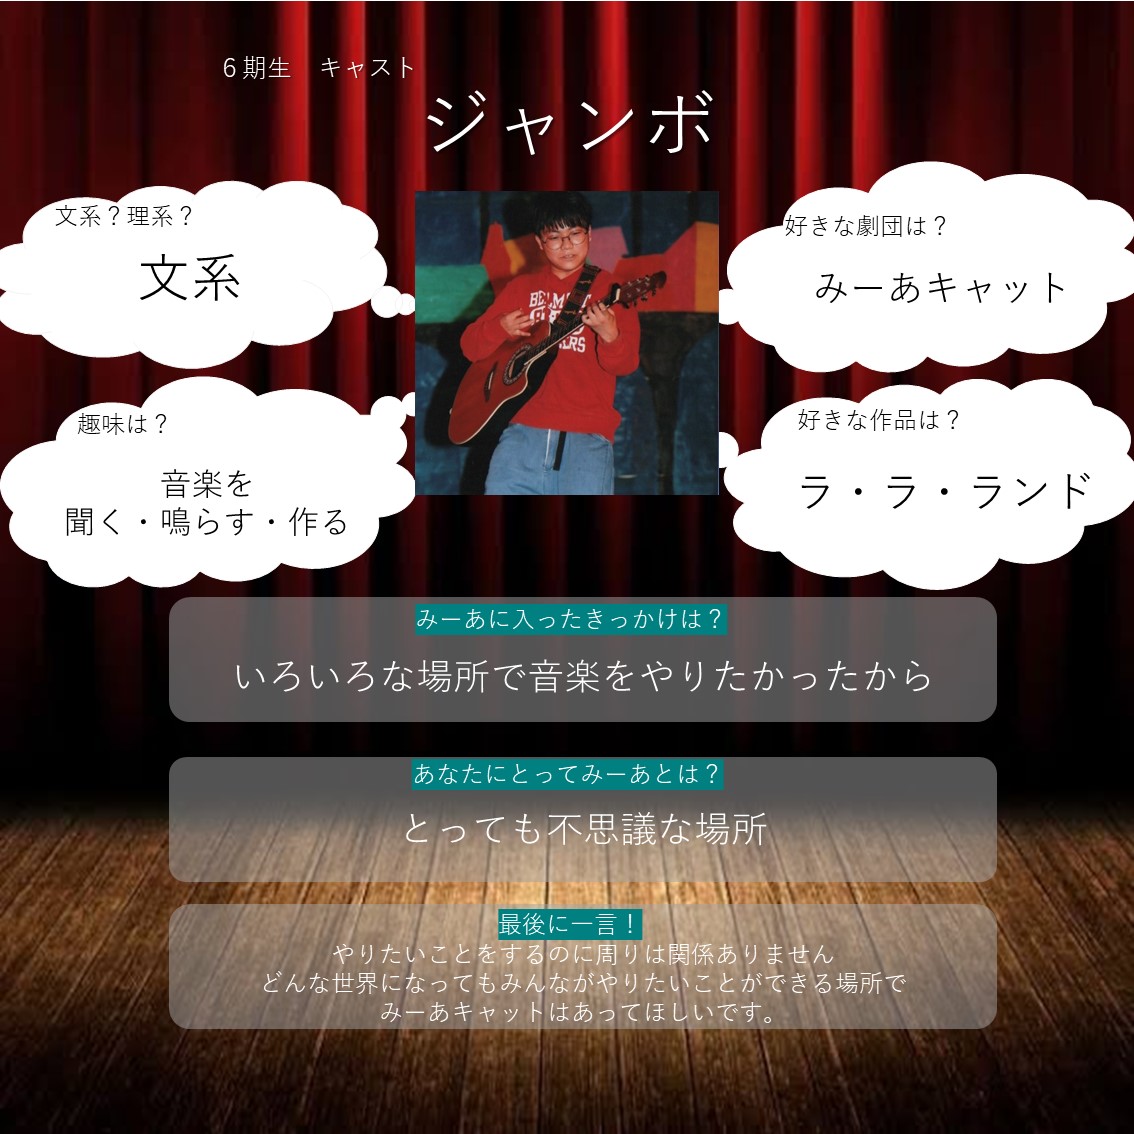 ６期生　キャスト
ジャンボ
文系？理系？
文系
好きな劇団は？
みーあキャット
趣味は？
音楽を
聞く・鳴らす・作る
好きな作品は？
ラ・ラ・ランド
みーあに入ったきっかけは？
いろいろな場所で音楽をやりたかったから
あなたにとってみーあとは？
とっても不思議な場所
最後に一言！
やりたいことをするのに周りは関係ありません
どんな世界になってもみんながやりたいことができる場所で
みーあキャットはあってほしいです。